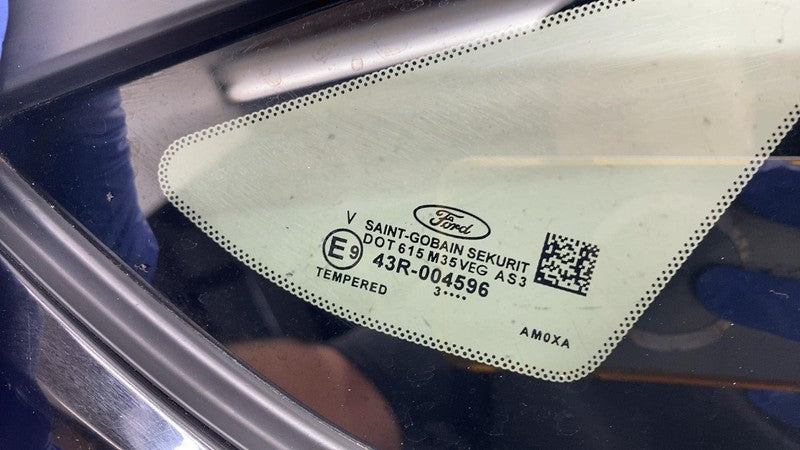 Ford
V SAINT-GOBAIN SEKURIT
DOT 615 M35VEG AS3
E9 43R-004596
TEMPERED 3••••
AM0XA